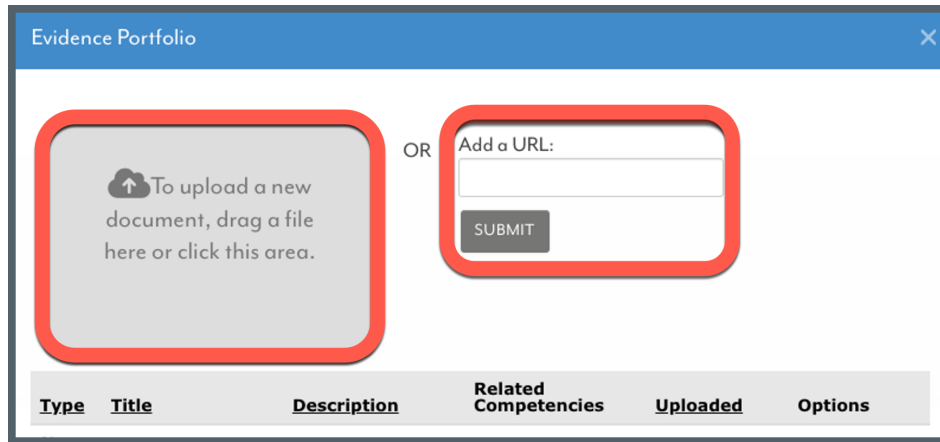 Evidence Portfolio
To upload a new
document, drag a file
here or click this area.
OR
Add a URL:
SUBMIT
Type Title Description Related Competencies Uploaded Options